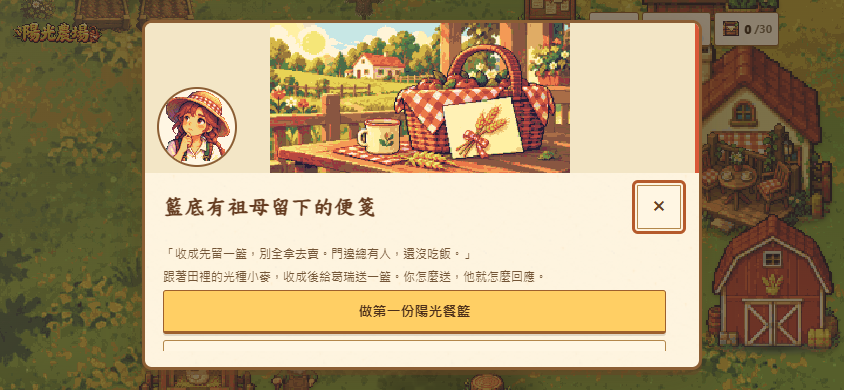 陽光農場
0/30
籃底有祖母留下的便箋
×
「收成先留一籃，別全拿去賣。門邊總有人，還沒吃飯。」
跟著田裡的光種小麥，收成後給葛瑞送一籃。你怎麼送，他就怎麼回應。
做第一份陽光餐籃